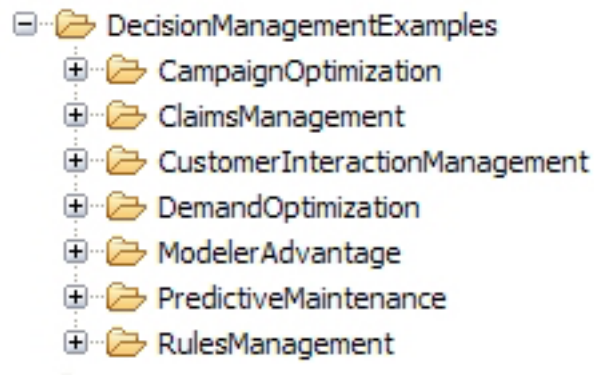 DecisionManagementExamples
CampaignOptimization
ClaimsManagement
CustomerInteractionManagement
DemandOptimization
ModelerAdvantage
PredictiveMaintenance
RulesManagement